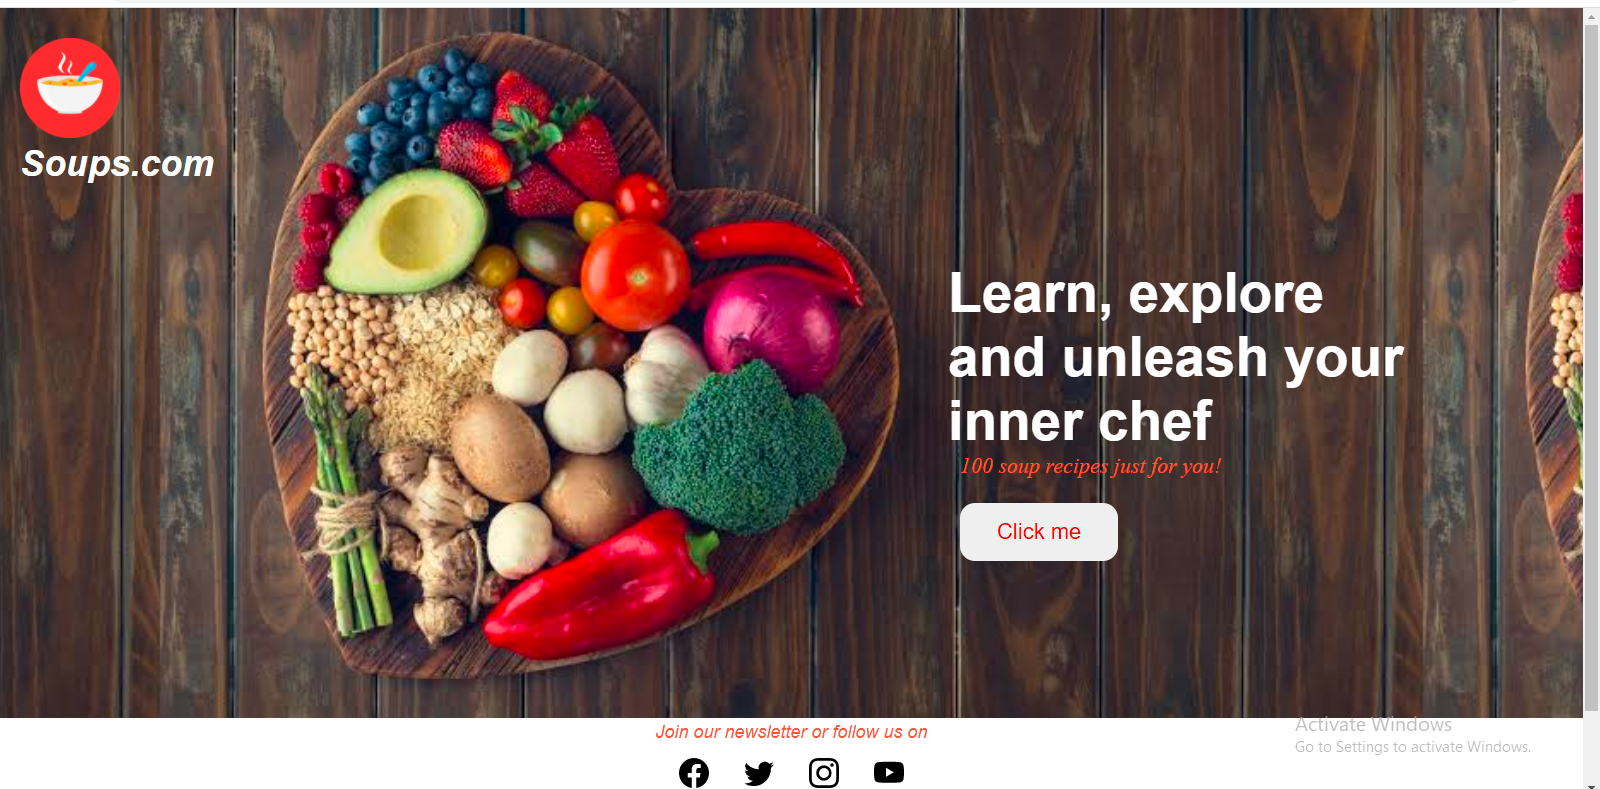 Soups.com
Learn, explore
and unleash your
inner chef
100 soup recipes just for you!
Click me
Join our newsletter or follow us on
Activate Windows
Go to Settings to activate Windows.